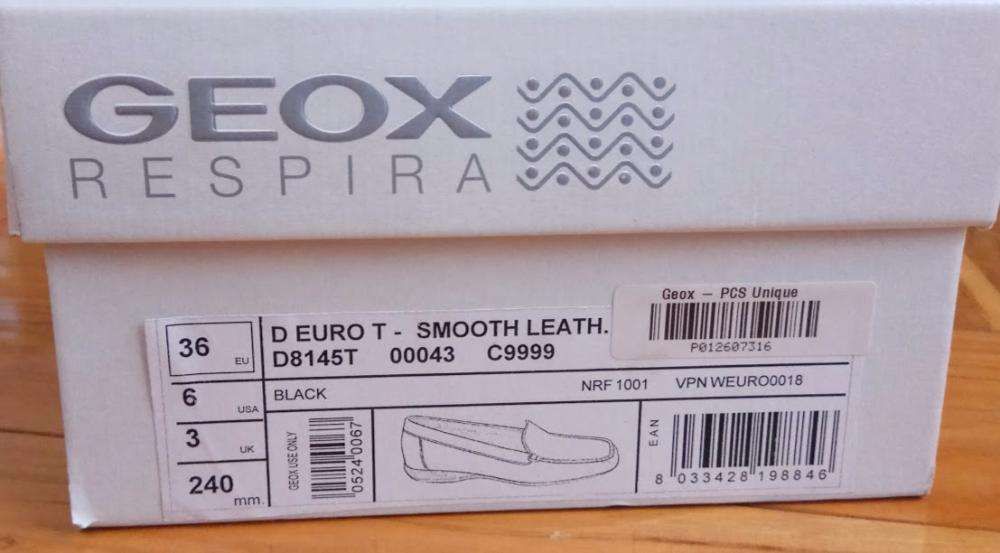 GEOX
RESPIRA
Geox — PCS Unique
P012607316
36 EU
D EURO T - SMOOTH LEATH.
D8145T 00043 C9999
6 USA
BLACK NRF 1001 VPN WEURO0018
3 UK
240 mm.
GEOX USE ONLY
0524 0067
EAN
8 033428 198846